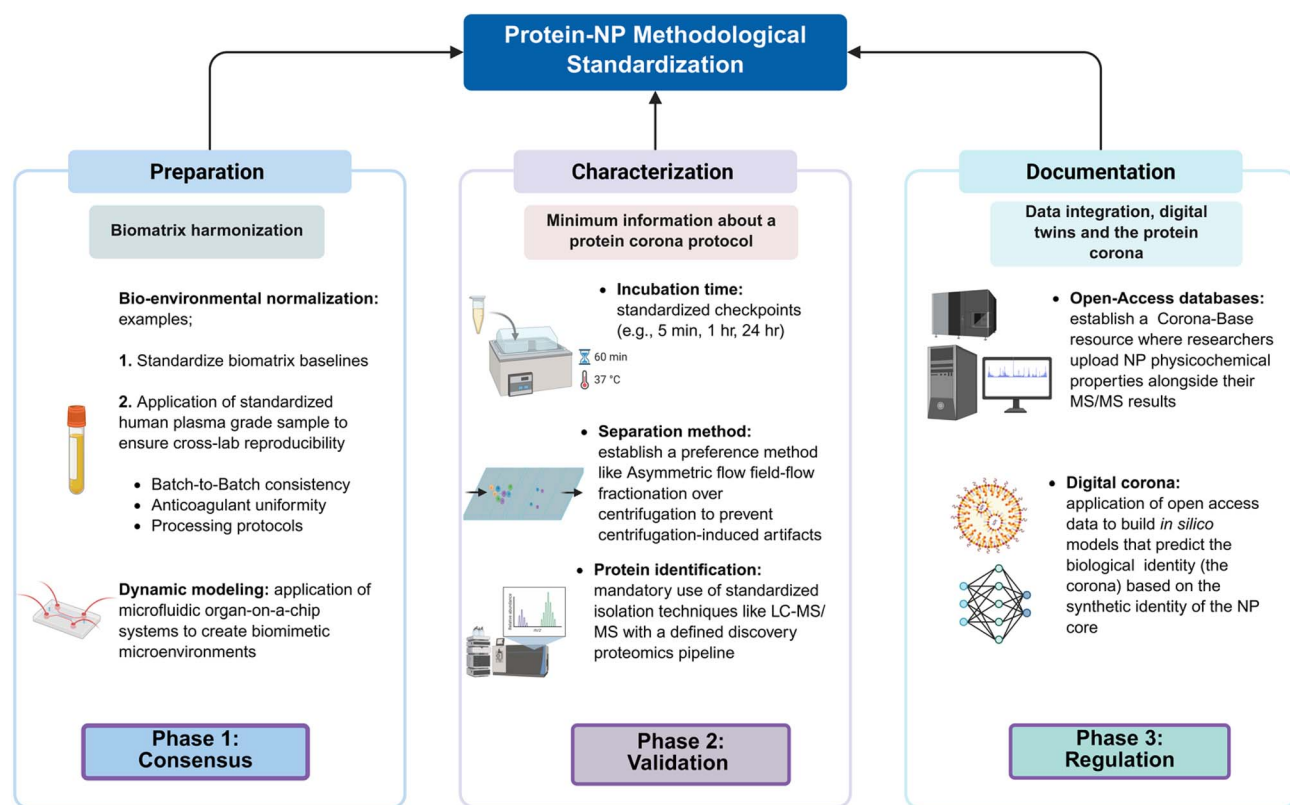 Protein-NP Methodological
Standardization
Preparation
Biomatrix harmonization
Bio-environmental normalization:
examples;
1. Standardize biomatrix baselines
2. Application of standardized
human plasma grade sample to
ensure cross-lab reproducibility
• Batch-to-Batch consistency
• Anticoagulant uniformity
• Processing protocols
Dynamic modeling: application of
microfluidic organ-on-a-chip
systems to create biomimetic
microenvironments
Phase 1:
Consensus
Characterization
Minimum information about a
protein corona protocol
• Incubation time:
standardized checkpoints
(e.g., 5 min, 1 hr, 24 hr)
60 min
37 °C
• Separation method:
establish a preference method
like Asymmetric flow field-flow
fractionation over
centrifugation to prevent
centrifugation-induced artifacts
• Protein identification:
mandatory use of standardized
isolation techniques like LC-MS/
MS with a defined discovery
proteomics pipeline
Relative abundance
m/z
Phase 2:
Validation
Documentation
Data integration, digital
twins and the protein
corona
• Open-Access databases:
establish a Corona-Base
resource where researchers
upload NP physicochemical
properties alongside their
MS/MS results
• Digital corona:
application of open access
data to build in silico
models that predict the
biological identity (the
corona) based on the
synthetic identity of the NP
core
Phase 3:
Regulation